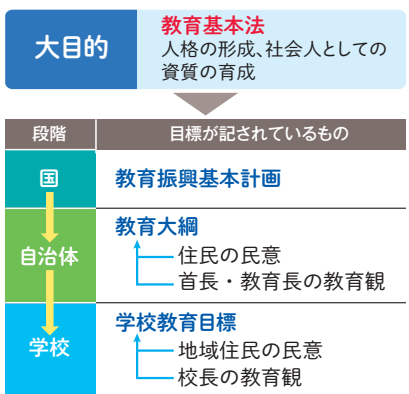 大目的
教育基本法
人格の形成、社会人としての
資質の育成
段階 目標が記されているもの
国 教育振興基本計画
自治体 教育大綱
住民の民意
首長・教育長の教育観
学校 学校教育目標
地域住民の民意
校長の教育観